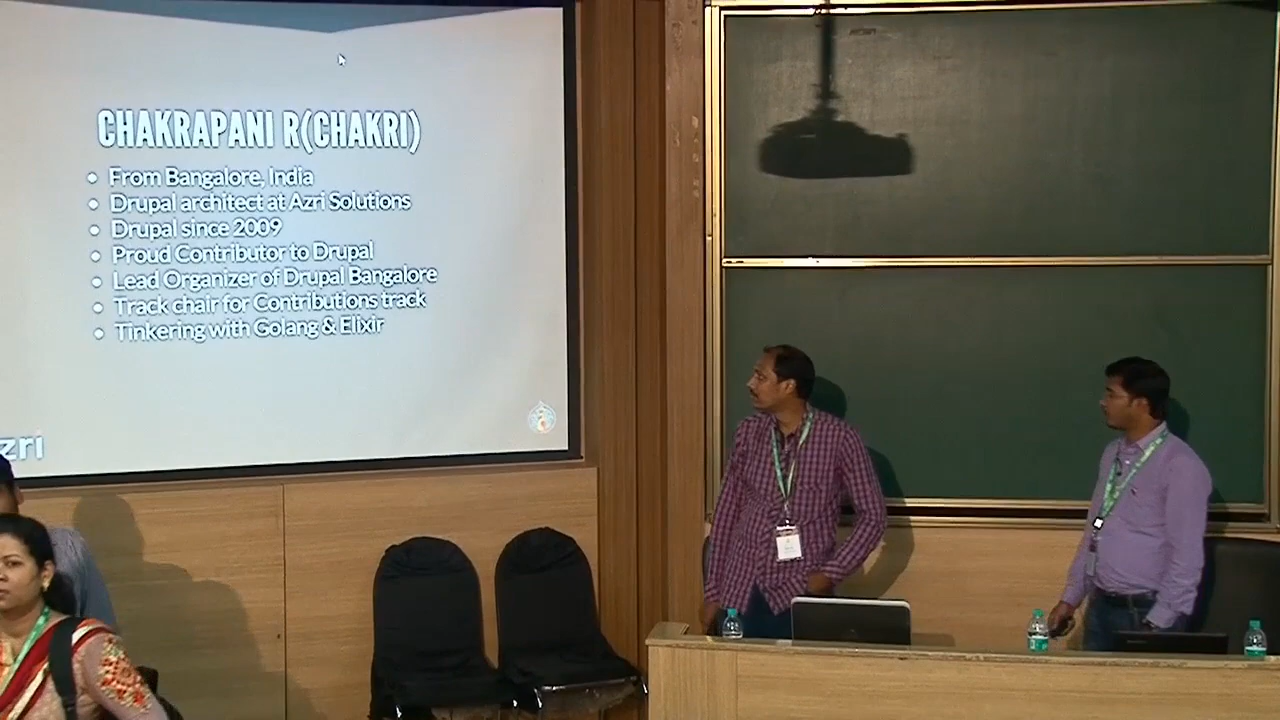 CHAKRAPANI R(CHAKRI)
From Bangalore, India
Drupal architect at Azri Solutions
Drupal since 2009
Proud Contributor to Drupal
Lead Organizer of Drupal Bangalore
Track chair for Contributions track
Tinkering with Golang & Elixir
zri